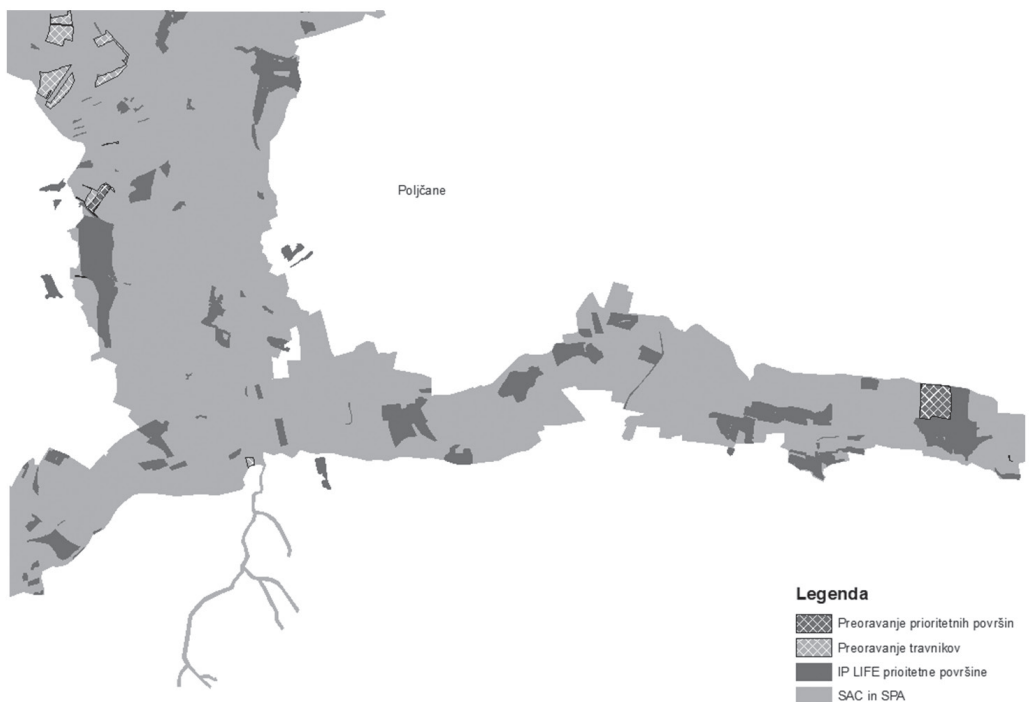 Poljčane
Legenda
Preoravanje prioritetnih površin
Preoravanje travnikov
IP LIFE prioitetne površine
SAC in SPA